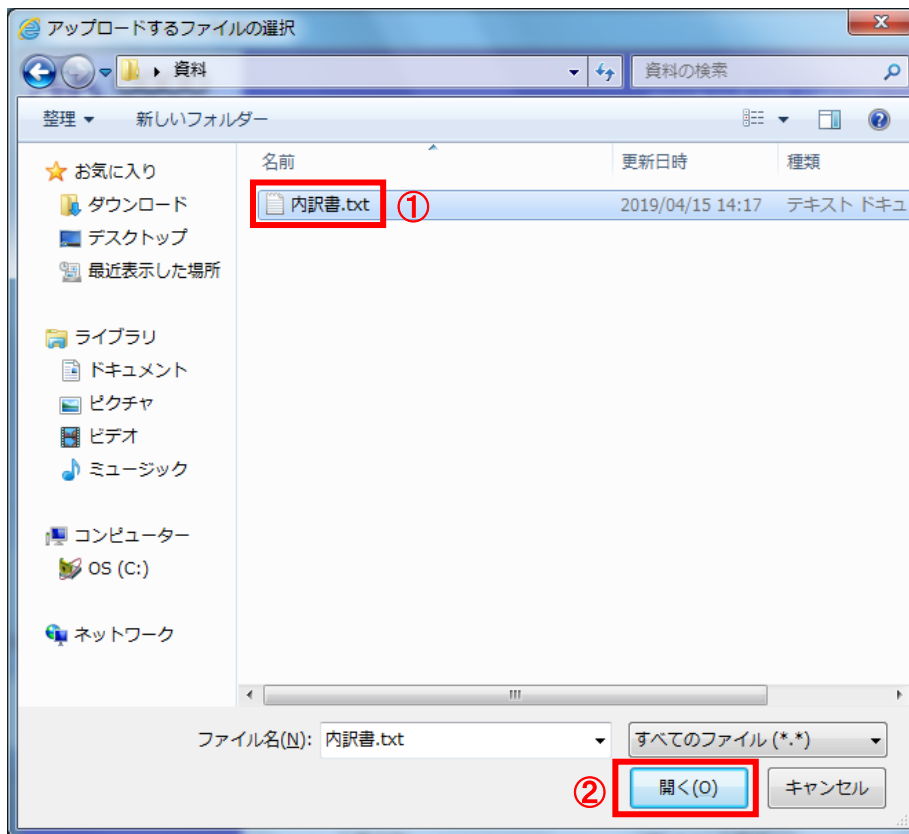 アップロードするファイルの選択
資料
資料の検索
整理
新しいフォルダー
名前
更新日時
種類
お気に入り
ダウンロード
デスクトップ
最近表示した場所
ライブラリ
ドキュメント
ピクチャ
ビデオ
ミュージック
コンピューター
OS (C:)
ネットワーク
内訳書.txt ① 2019/04/15 14:17 テキスト ドキュ
ファイル名(N): 内訳書.txt
すべてのファイル (*.*)
② 開く(O)
キャンセル